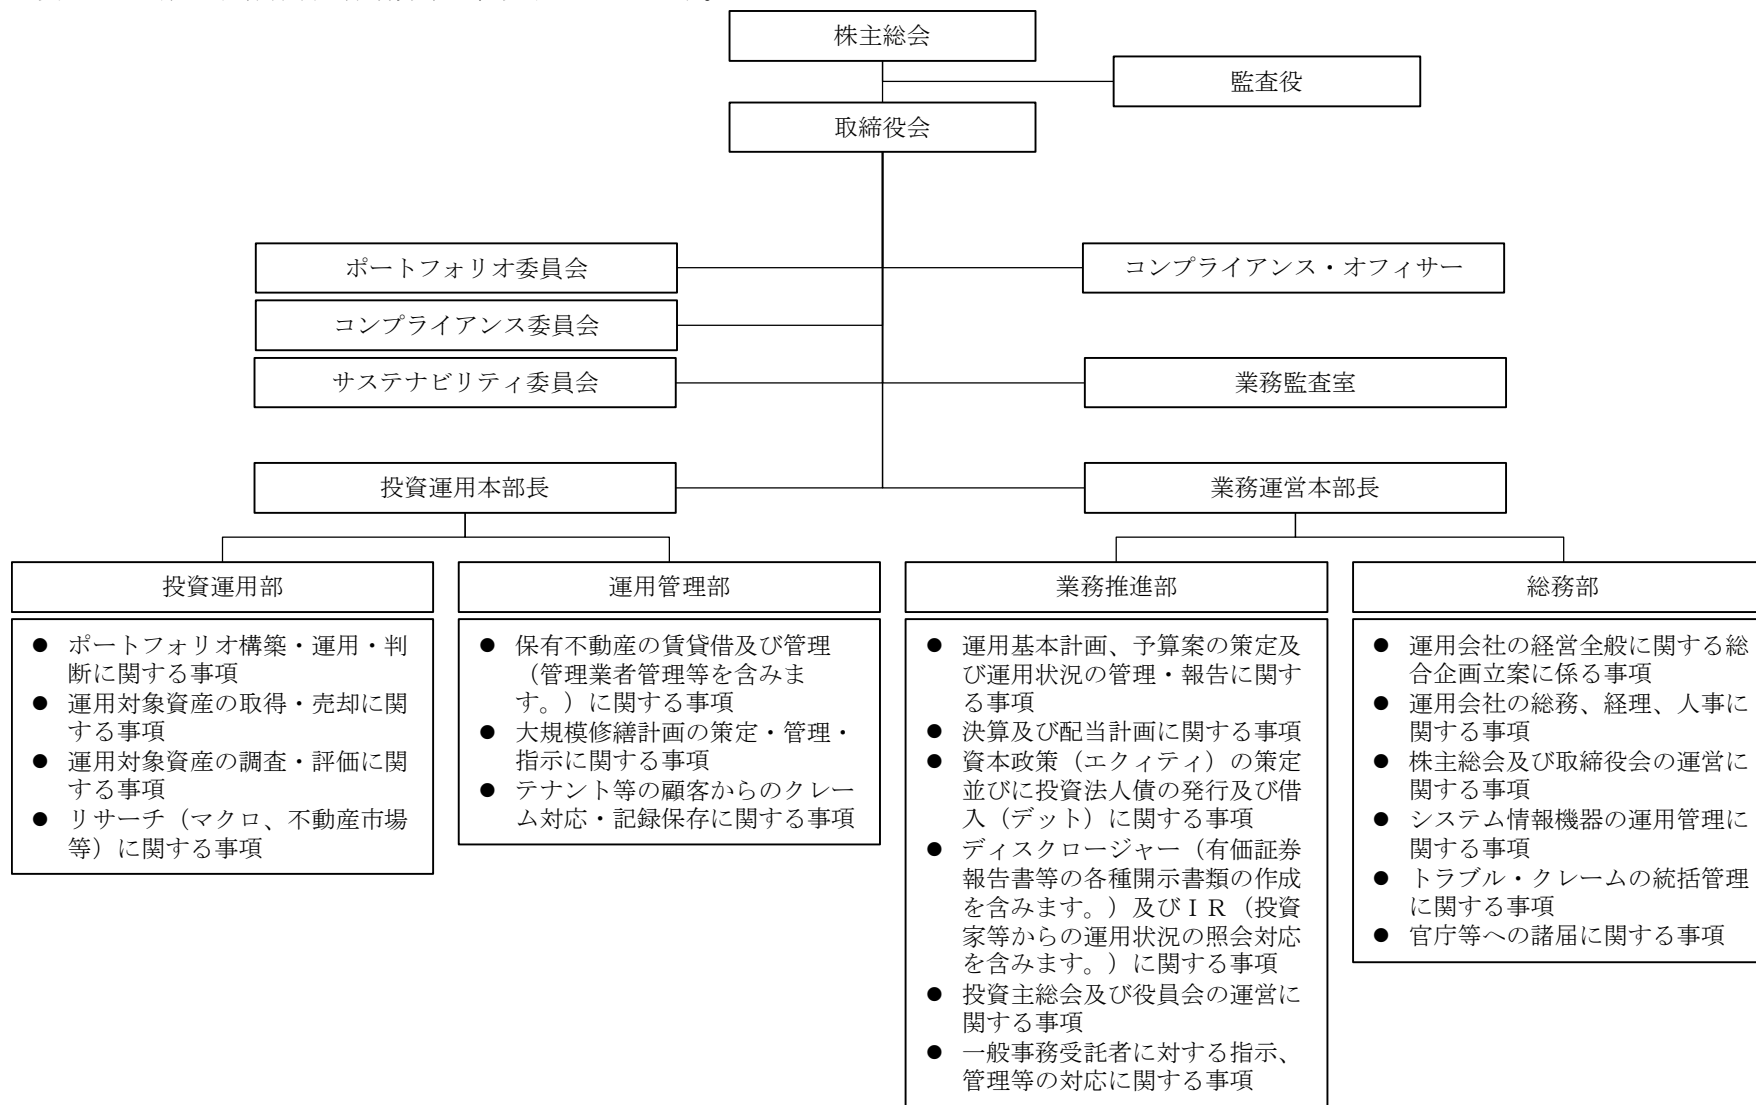 株主総会
監査役
取締役会
ポートフォリオ委員会
コンプライアンス・オフィサー
コンプライアンス委員会
サステナビリティ委員会
業務監査室
投資運用本部長
業務運営本部長
投資運用部
● ポートフォリオ構築・運用・判
断に関する事項
● 運用対象資産の取得・売却に関
する事項
● 運用対象資産の調査・評価に関
する事項
● リサーチ（マクロ、不動産市場
等）に関する事項
運用管理部
● 保有不動産の賃貸借及び管理
（管理業者管理等を含みま
す。）に関する事項
● 大規模修繕計画の策定・管理・
指示に関する事項
● テナント等の顧客からのクレー
ム対応・記録保存に関する事項
業務推進部
● 運用基本計画、予算案の策定及
び運用状況の管理・報告に関す
る事項
● 決算及び配当計画に関する事項
● 資本政策（エクィティ）の策定
並びに投資法人債の発行及び借
入（デット）に関する事項
● ディスクロージャー（有価証券
報告書等の各種開示書類の作成
を含みます。）及びＩＲ（投資
家等からの運用状況の照会対応
を含みます。）に関する事項
● 投資主総会及び役員会の運営に
関する事項
● 一般事務受託者に対する指示、
管理等の対応に関する事項
総務部
● 運用会社の経営全般に関する総
合企画立案に係る事項
● 運用会社の総務、経理、人事に
関する事項
● 株主総会及び取締役会の運営に
関する事項
● システム情報機器の運用管理に
関する事項
● トラブル・クレームの統括管理
に関する事項
● 官庁等への諸届に関する事項